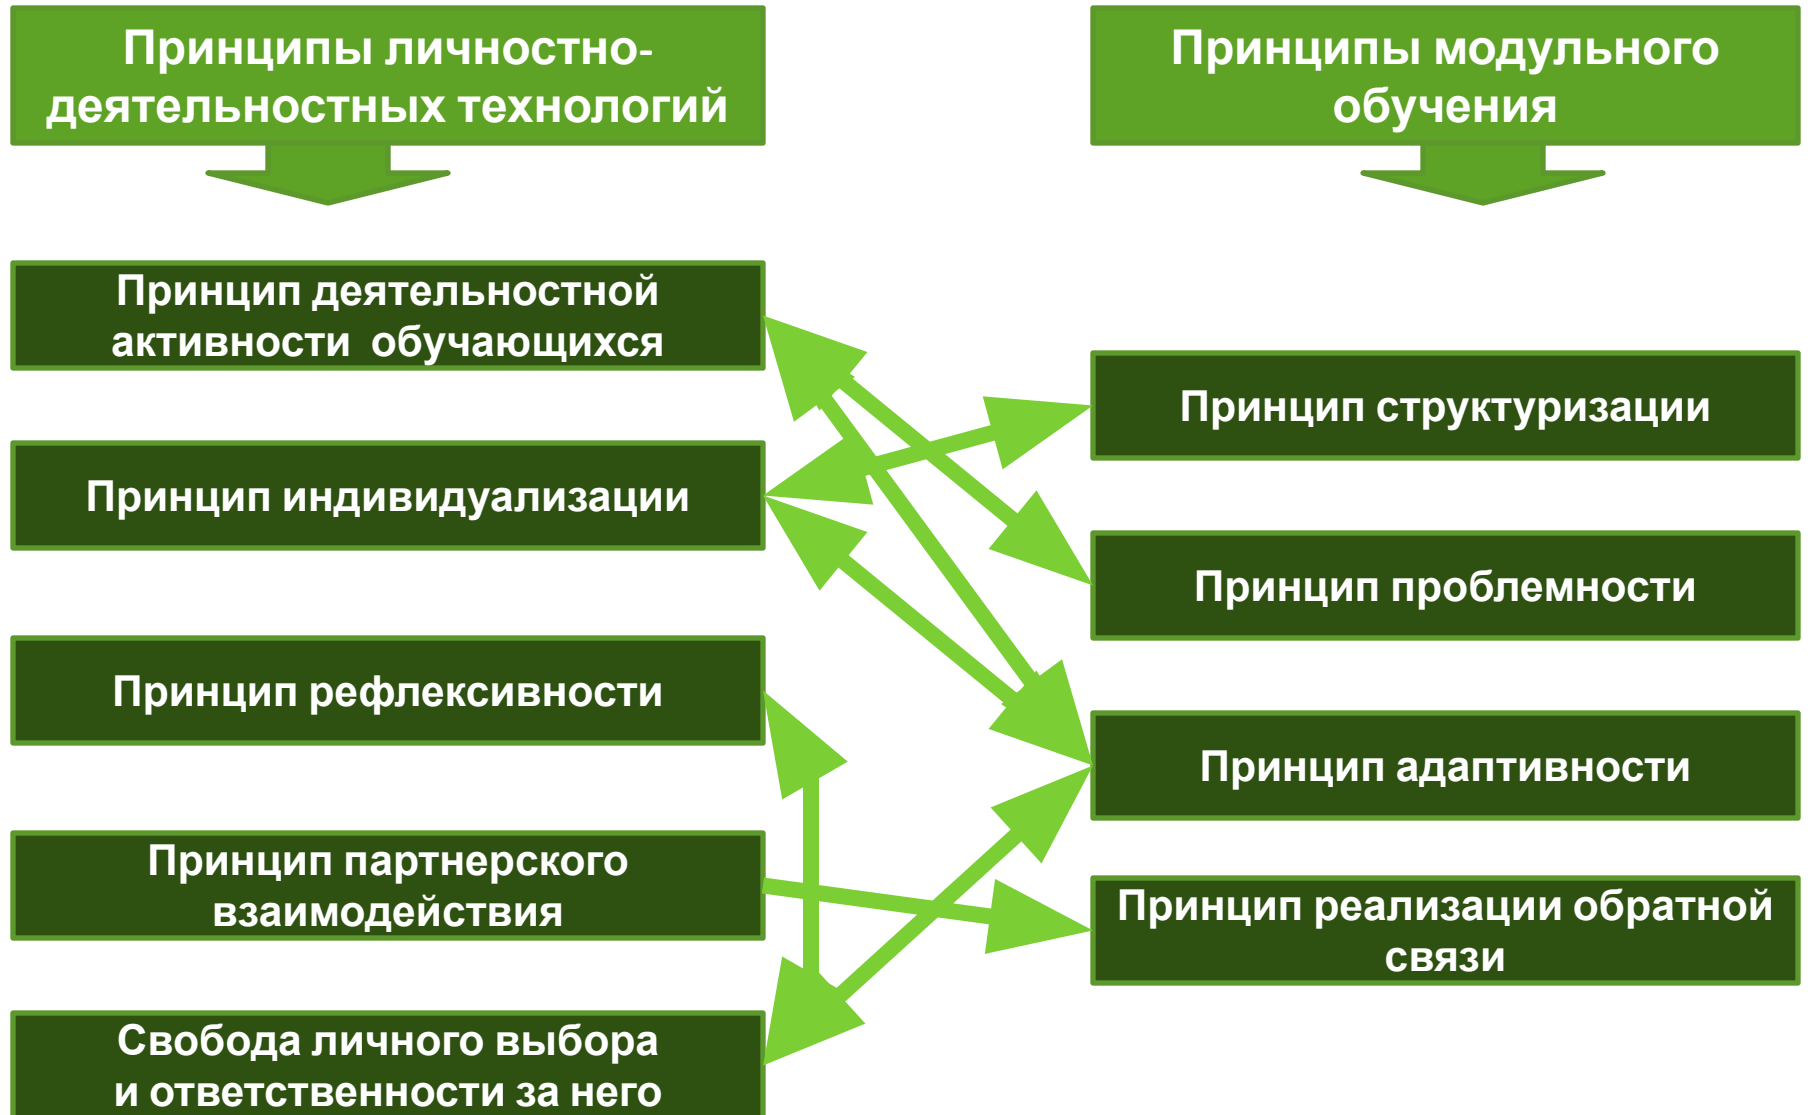 Принципы личностно-
деятельностных технологий
Принцип деятельностной
активности обучающихся
Принцип индивидуализации
Принцип рефлексивности
Принцип партнерского
взаимодействия
Свобода личного выбора
и ответственности за него
Принципы модульного
обучения
Принцип структуризации
Принцип проблемности
Принцип адаптивности
Принцип реализации обратной
связи